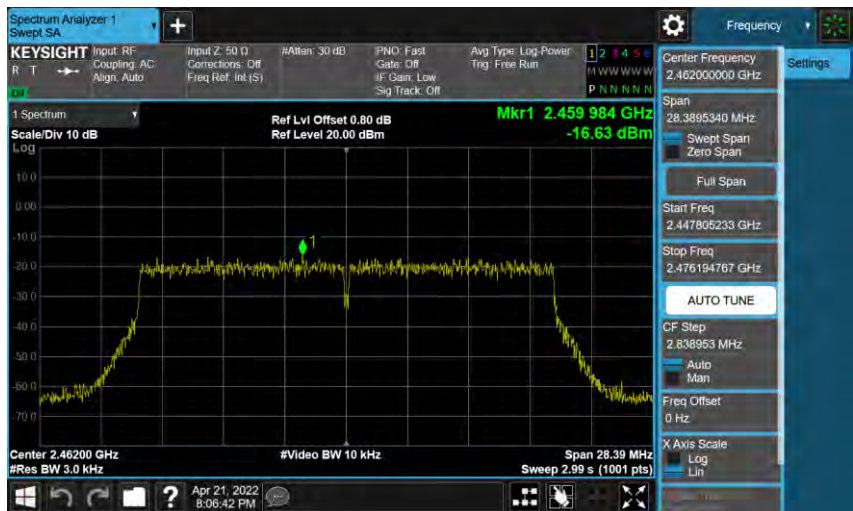 Spectrum Analyzer 1
Swept SA
+
Frequency
KEYSIGHT
R T
Input: RF
Coupling: AC
Align: Auto
Input Z: 50 Ω
Corrections: Off
Freq Ref: Int (S)
#Atten: 30 dB
PNO: Fast
Gate: Off
IF Gain: Low
Sig Track: Off
Avg Type: Log-Power
Trig: Free Run
1 2 3 4 5 6
M W W W W W
P N N N N N
1 Spectrum
Scale/Div 10 dB
Log
Ref Lvl Offset 0.80 dB
Ref Level 20.00 dBm
Mkr1 2.459 984 GHz
-16.63 dBm
10.0
0.00
-10.0
-20.0
-30.0
-40.0
-50.0
-60.0
-70.0
1
Center 2.46200 GHz
#Res BW 3.0 kHz
#Video BW 10 kHz
Span 28.39 MHz
Sweep 2.99 s (1001 pts)
Center Frequency
2.462000000 GHz
Settings
Span
28.3895340 MHz
Swept Span
Zero Span
Full Span
Start Freq
2.447805233 GHz
Stop Freq
2.476194767 GHz
AUTO TUNE
CF Step
2.838953 MHz
Auto
Man
Freq Offset
0 Hz
X Axis Scale
Log
Lin
?
Apr 21, 2022
8:06:42 PM